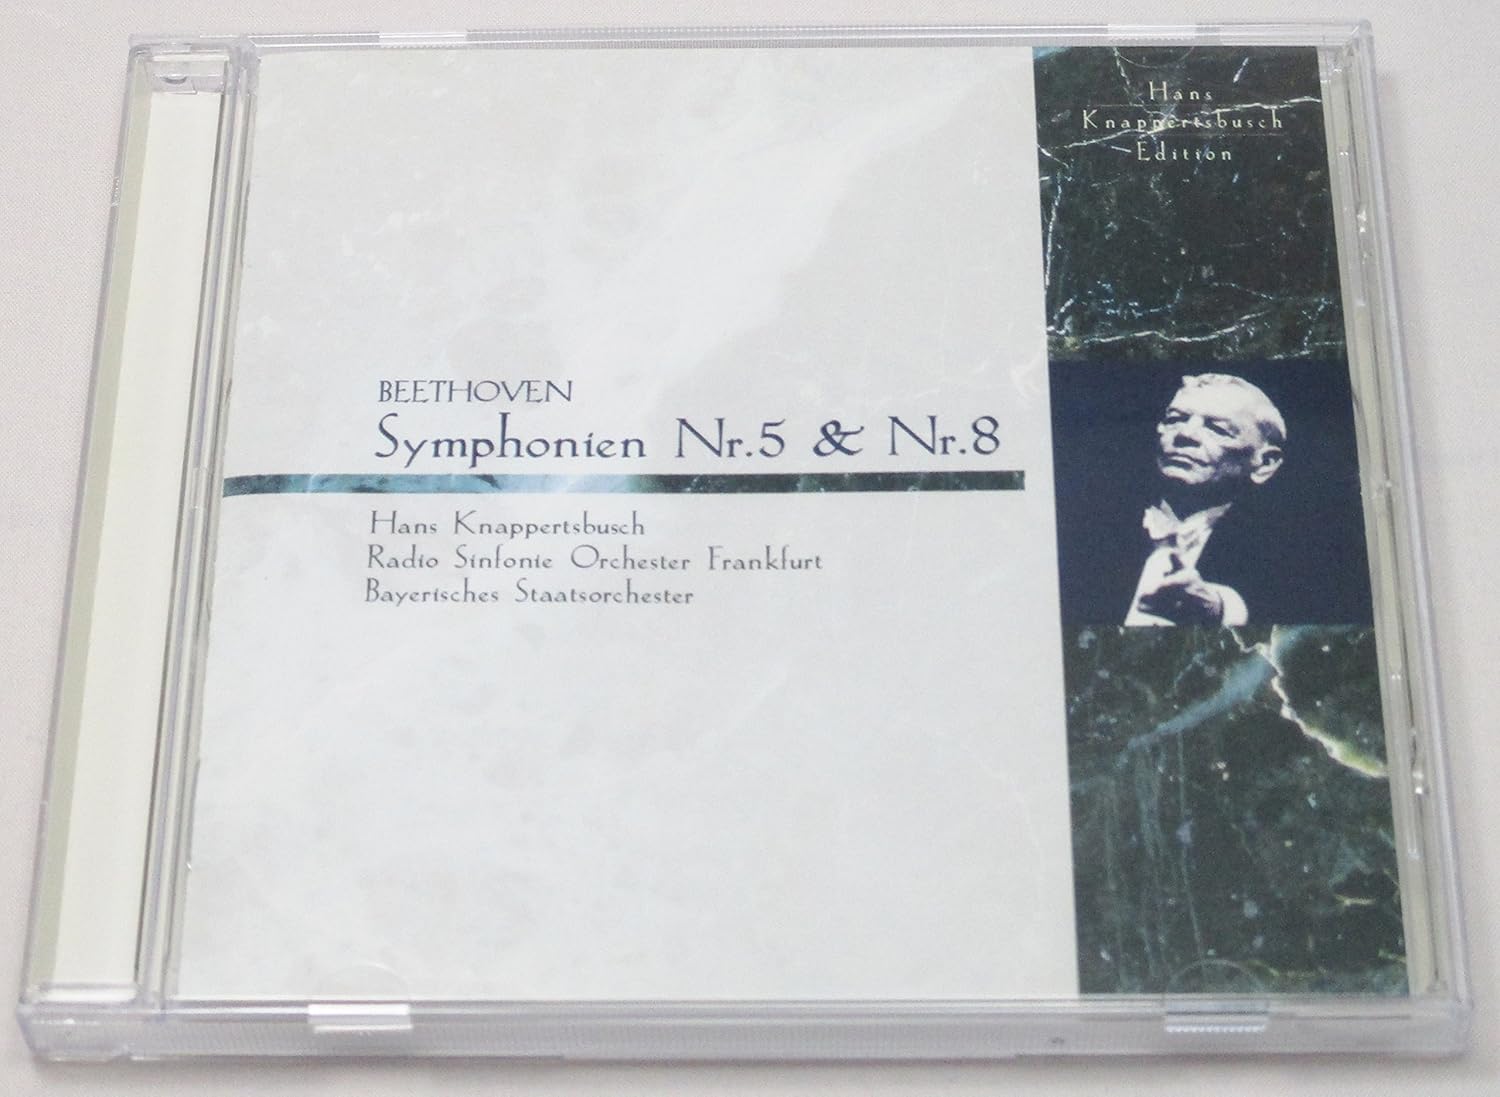 Hans
Knappertsbusch
Edition
BEETHOVEN
Symphonien Nr.5 & Nr.8
Hans Knappertsbusch
Radio Sinfonie Orchester Frankfurt
Bayerisches Staatsorchester